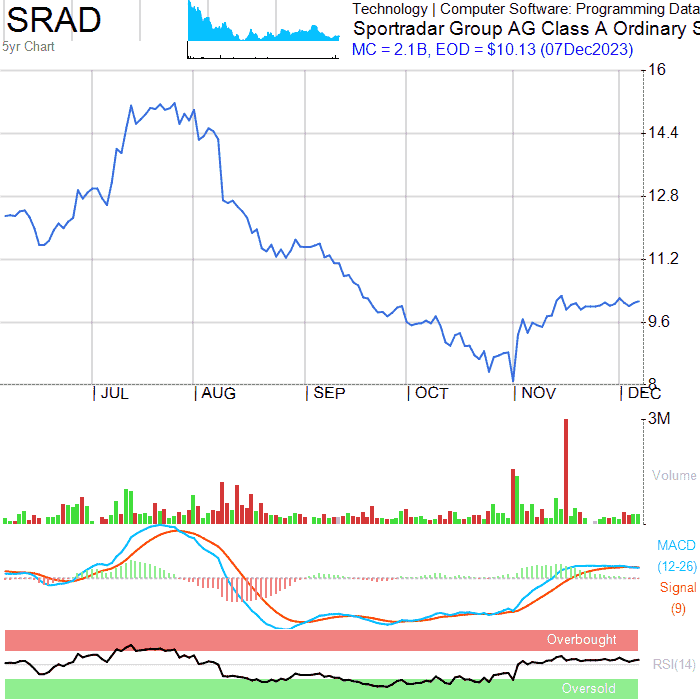 SRAD
5yr Chart
Technology | Computer Software: Programming Data
Sportradar Group AG Class A Ordinary S
MC = 2.1B, EOD = $10.13 (07Dec2023)
16
14.4
12.8
11.2
9.6
8
JUL AUG SEP OCT NOV DEC
3M
Volume
MACD
(12-26)
Signal
(9)
Overbought
RSI(14)
Oversold